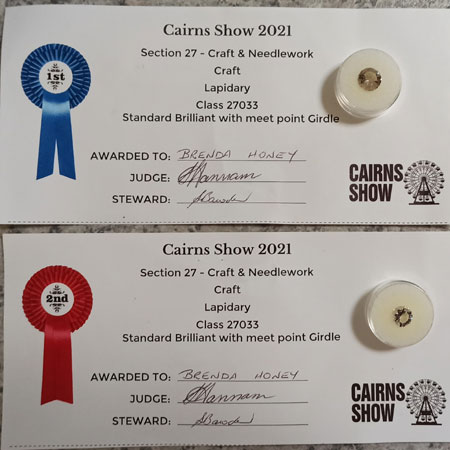 Cairns Show 2021
1st
Section 27 - Craft & Needlework
Craft
Lapidary
Class 27033
Standard Brilliant with meet point Girdle
AWARDED TO: BRENDA HONEY
JUDGE:
STEWARD:
CAIRNS
SHOW
Cairns Show 2021
2nd
Section 27 - Craft & Needlework
Craft
Lapidary
Class 27033
Standard Brilliant with meet point Girdle
AWARDED TO: BRENDA HONEY
JUDGE:
STEWARD:
CAIRNS
SHOW